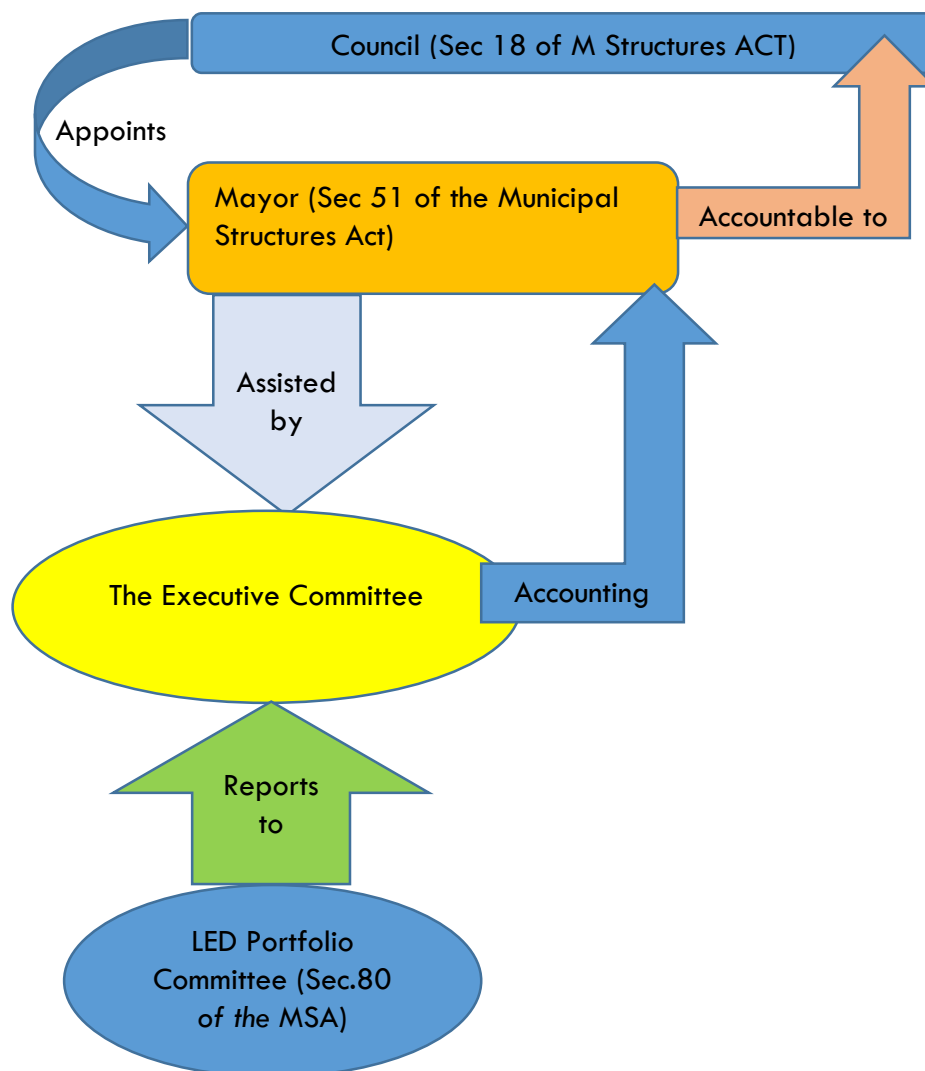 Council (Sec 18 of M Structures ACT)
Appoints
Mayor (Sec 51 of the Municipal
Structures Act)
Accountable to
Assisted
by
The Executive Committee
Accounting
Reports
to
LED Portfolio
Committee (Sec.80
of the MSA)